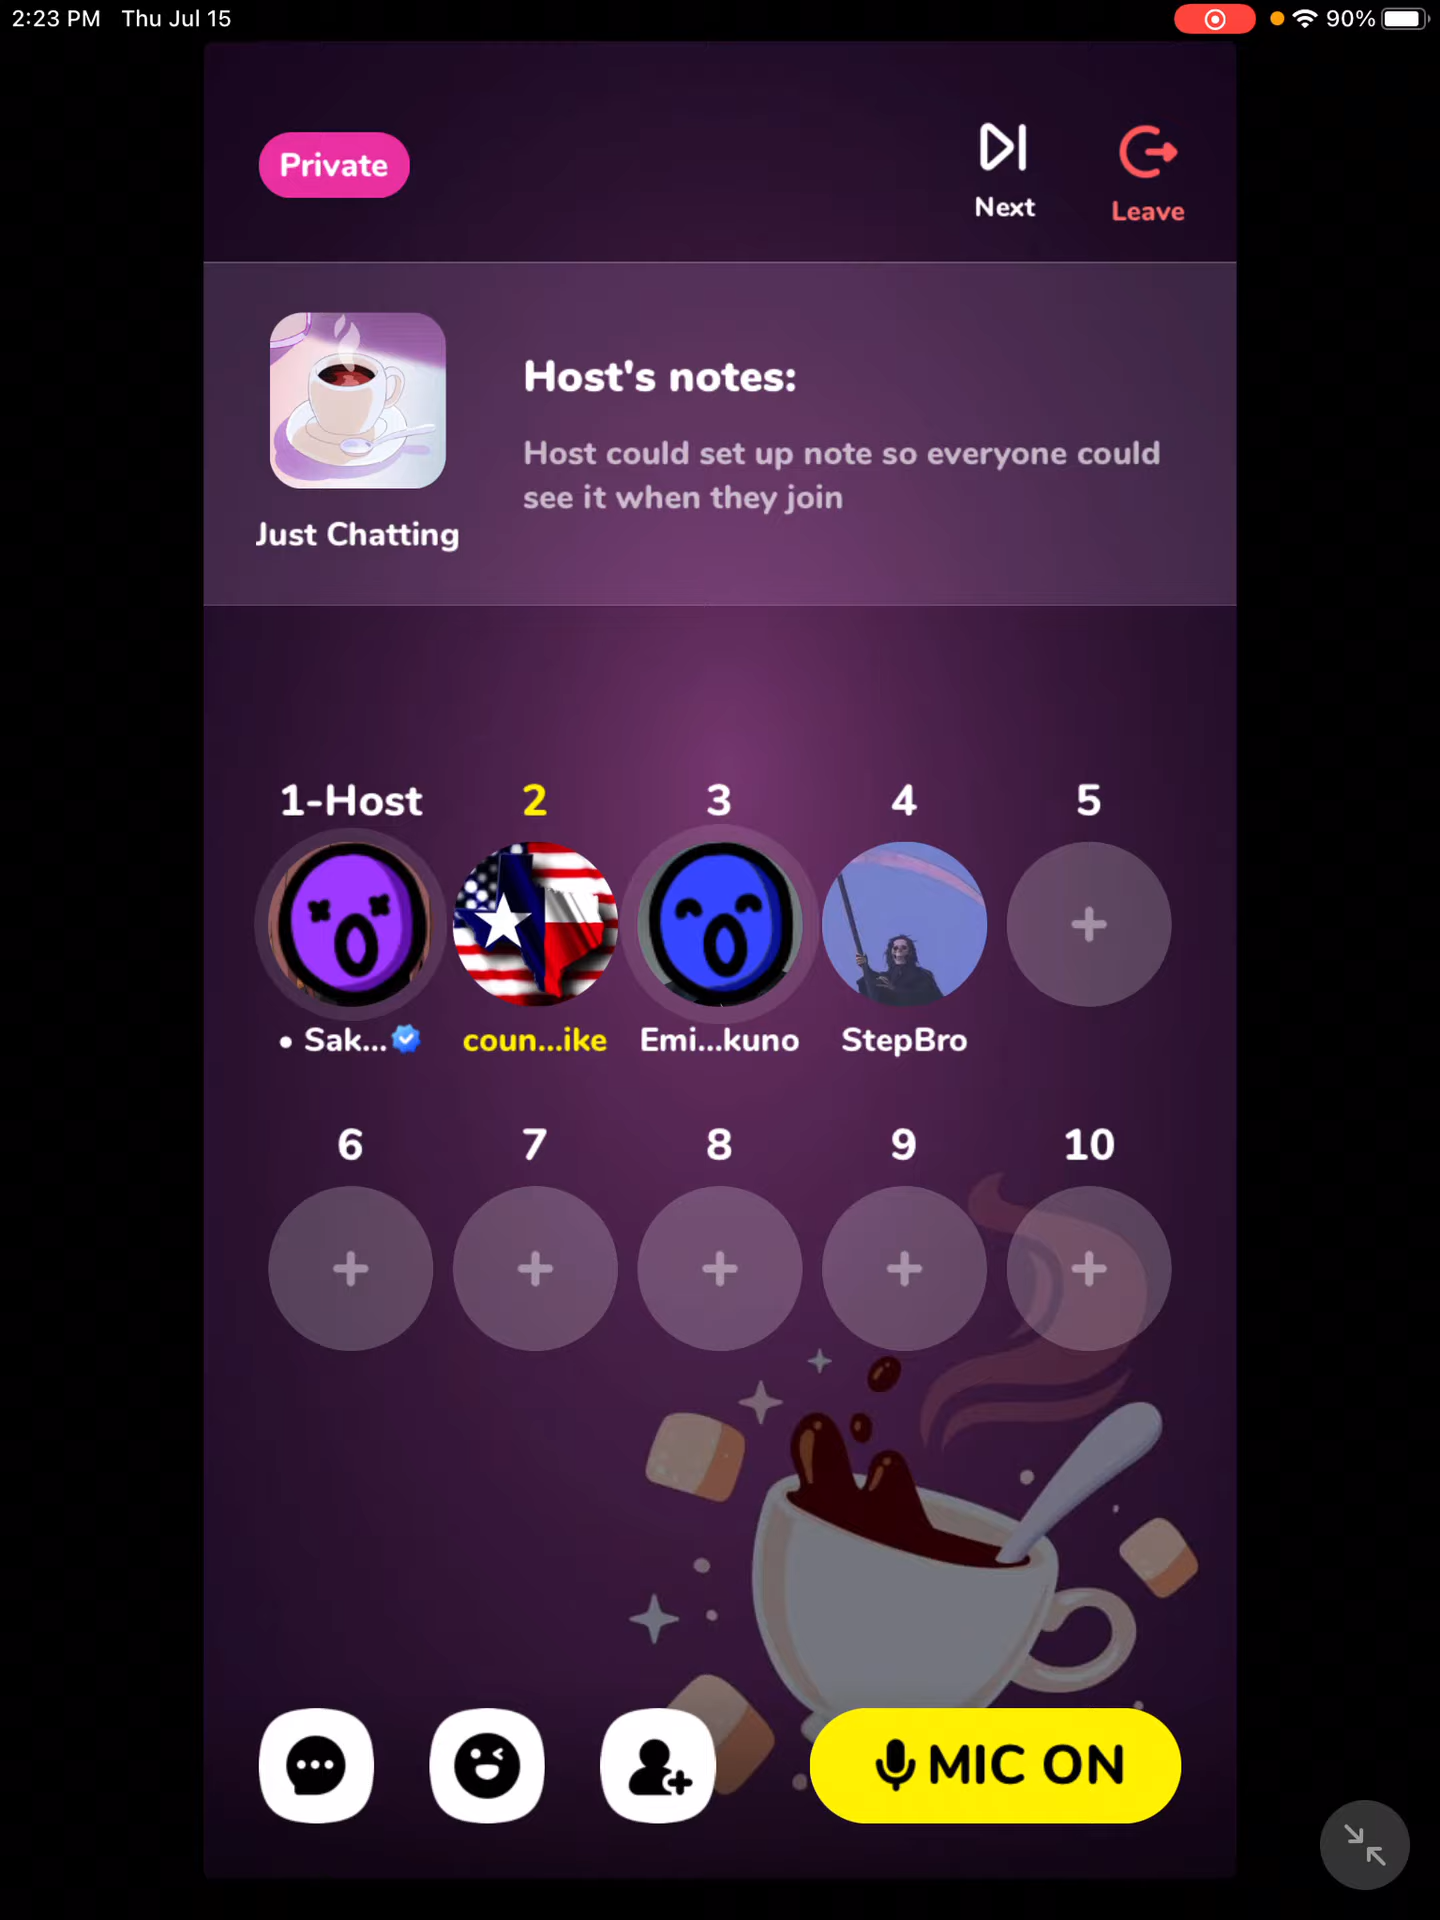 2:23 PM Thu Jul 15
90%
Private
Next
Leave
Host's notes:
Host could set up note so everyone could
see it when they join
Just Chatting
1-Host 2 3 4 5
• Sak... coun...ike Emi...kuno StepBro
6 7 8 9 10
MIC ON